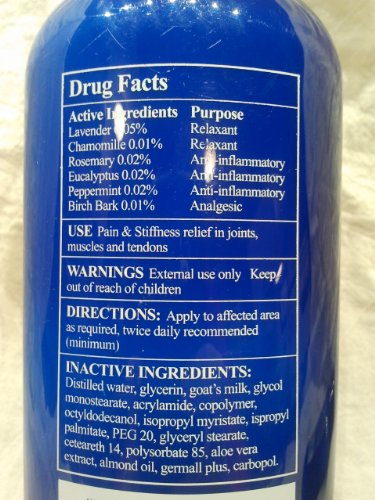 Drug Facts
Active Ingredients Purpose
Lavender 0.05% Relaxant
Chamomille 0.01% Relaxant
Rosemary 0.02% Anti-inflammatory
Eucalyptus 0.02% Anti-inflammatory
Peppermint 0.02% Anti-inflammatory
Birch Bark 0.01% Analgesic
USE Pain & Stiffness relief in joints,
muscles and tendons
WARNINGS External use only Keep
out of reach of children
DIRECTIONS: Apply to affected area
as required, twice daily recommended
(minimum)
INACTIVE INGREDIENTS:
Distilled water, glycerin, goat's milk, glycol
monostearate, acrylamide, copolymer,
octyldodecanol, isopropyl myristate, ispropyl
palmitate, PEG 20, glyceryl stearate,
ceteareth 14, polysorbate 85, aloe vera
extract, almond oil, germall plus, carbopol.